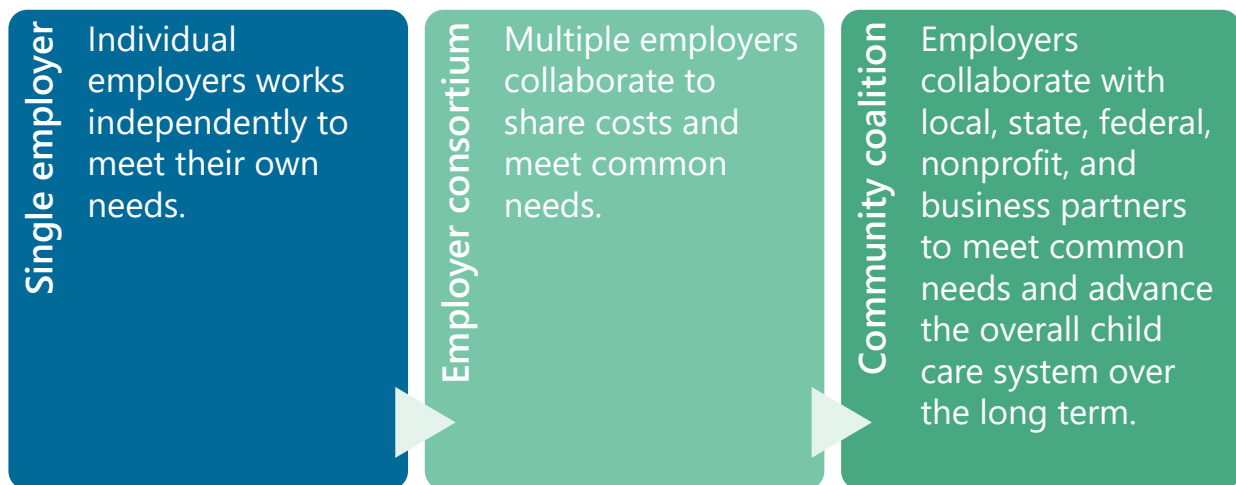 Single employer
Individual
employers works
independently to
meet their own
needs.
Employer consortium
Multiple employers
collaborate to
share costs and
meet common
needs.
Community coalition
Employers
collaborate with
local, state, federal,
nonprofit, and
business partners
to meet common
needs and advance
the overall child
care system over
the long term.